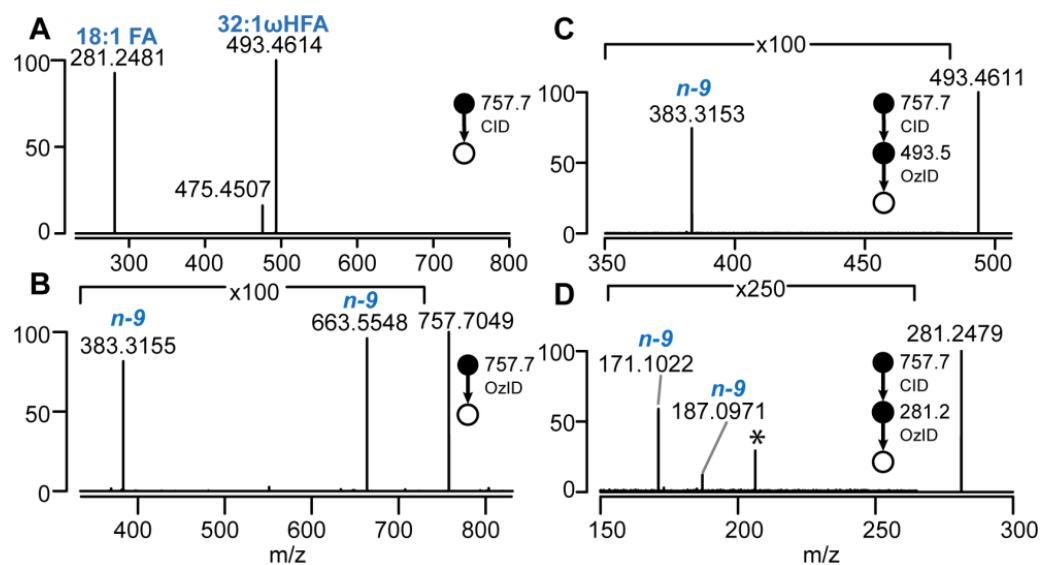 A
18:1 FA
281.2481
32:1ωHFA
493.4614
475.4507
757.7
CID
100
50
0
300 400 500 600 700 800
B
x100
n-9
383.3155
n-9
663.5548
757.7049
757.7
OzID
100
50
0
400 500 600 700 800
m/z
C
x100
n-9
383.3153
493.4611
757.7
CID
493.5
OzID
100
50
0
350 400 450 500
D
x250
n-9
171.1022
n-9
187.0971
*
281.2479
757.7
CID
281.2
OzID
100
50
0
150 200 250 300
m/z